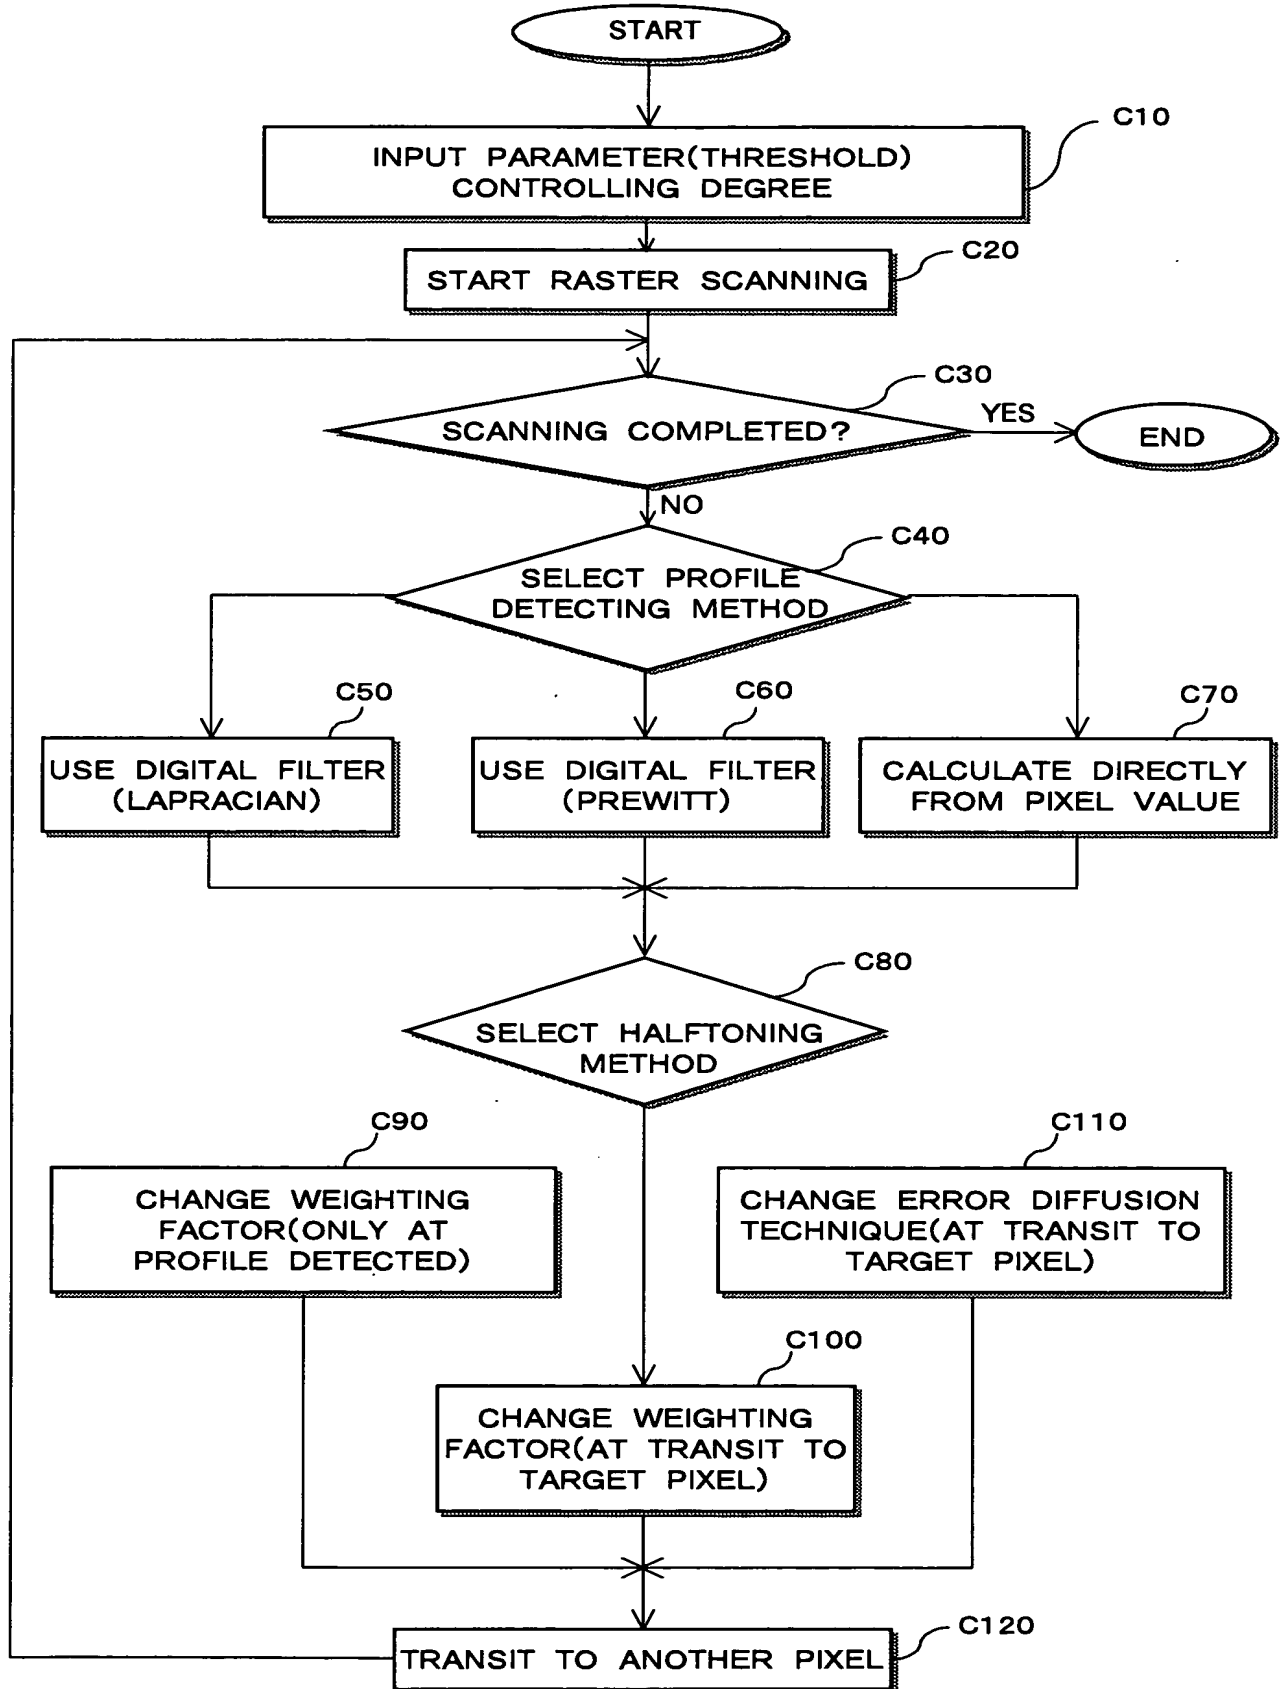 START
C10
INPUT PARAMETER(THRESHOLD)
CONTROLLING DEGREE
C20
START RASTER SCANNING
C30
SCANNING COMPLETED?
YES
END
NO
C40
SELECT PROFILE
DETECTING METHOD
C50
USE DIGITAL FILTER
(LAPRACIAN)
C60
USE DIGITAL FILTER
(PREWITT)
C70
CALCULATE DIRECTLY
FROM PIXEL VALUE
C80
SELECT HALFTONING
METHOD
C90
CHANGE WEIGHTING
FACTOR(ONLY AT
PROFILE DETECTED)
C110
CHANGE ERROR DIFFUSION
TECHNIQUE(AT TRANSIT TO
TARGET PIXEL)
C100
CHANGE WEIGHTING
FACTOR(AT TRANSIT TO
TARGET PIXEL)
C120
TRANSIT TO ANOTHER PIXEL